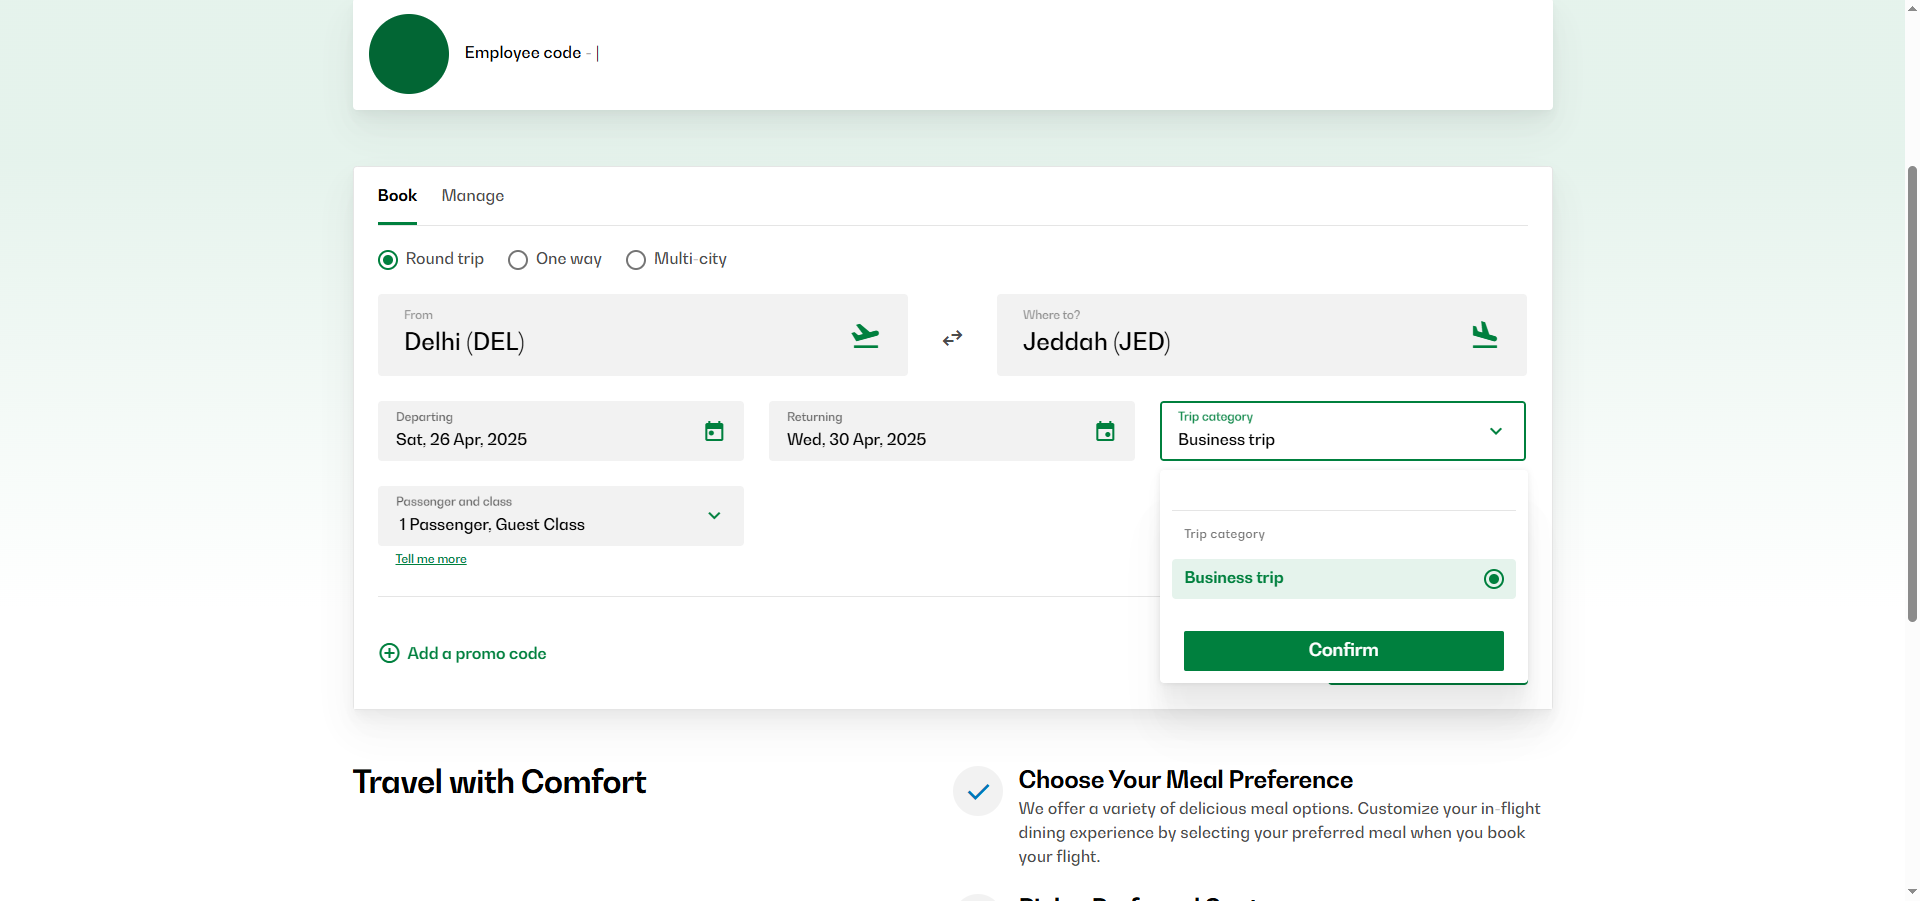 Employee code - |
Book
Manage
Round trip
One way
Multi-city
From
Delhi (DEL)
Where to?
Jeddah (JED)
Departing
Sat, 26 Apr, 2025
Returning
Wed, 30 Apr, 2025
Trip category
Business trip
Passenger and class
1 Passenger, Guest Class
Tell me more
Trip category
Business trip
Confirm
Add a promo code
Travel with Comfort
Choose Your Meal Preference
We offer a variety of delicious meal options. Customize your in-flight
dining experience by selecting your preferred meal when you book
your flight.